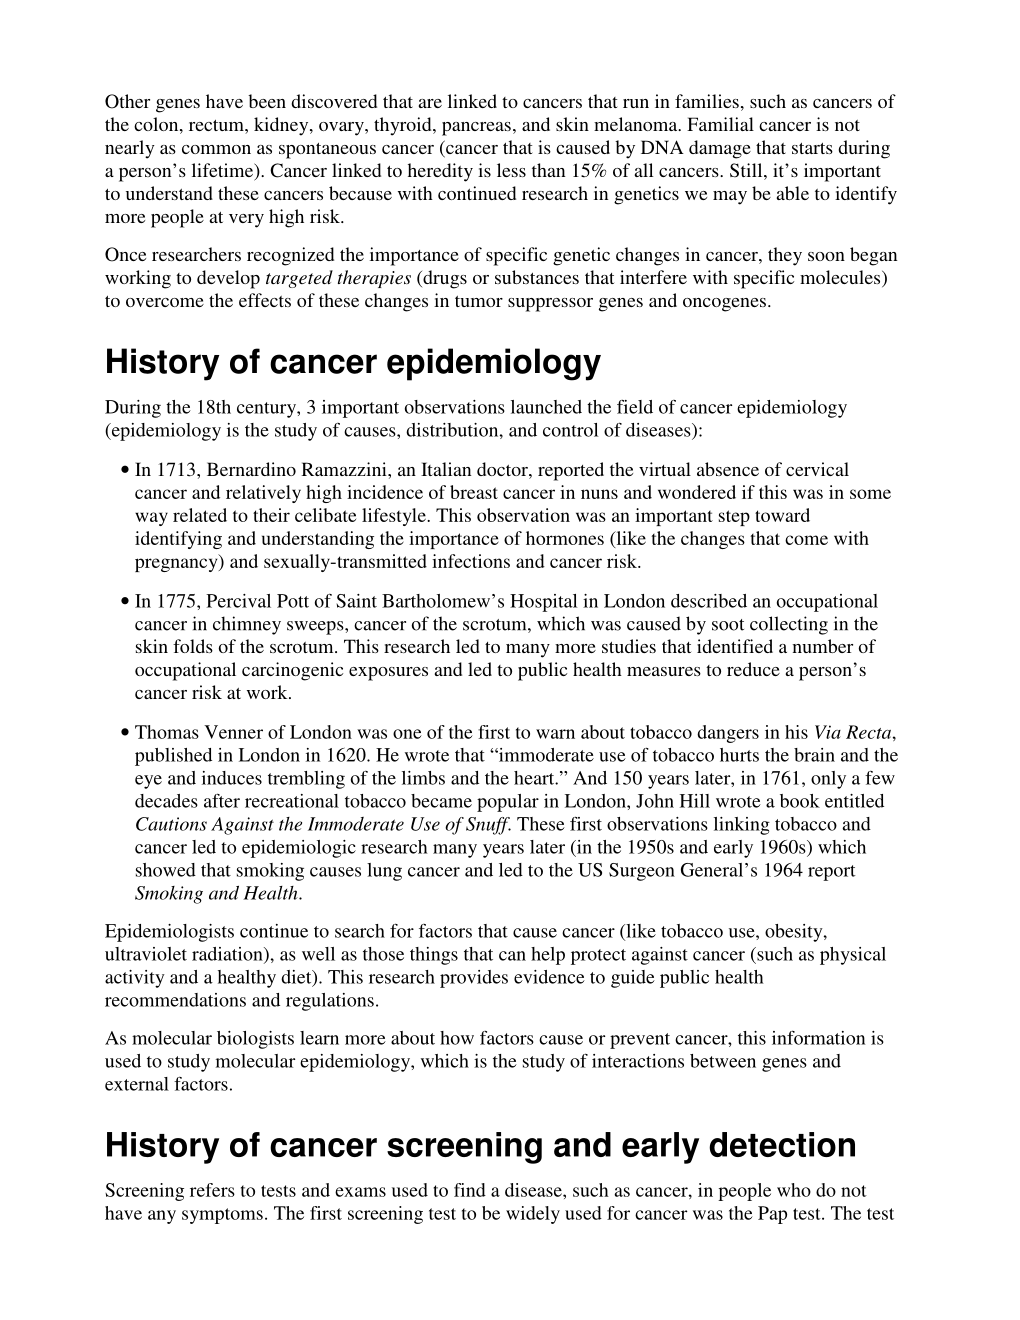 Other genes have been discovered that are linked to cancers that run in families, such as cancers of
the colon, rectum, kidney, ovary, thyroid, pancreas, and skin melanoma. Familial cancer is not
nearly as common as spontaneous cancer (cancer that is caused by DNA damage that starts during
a person’s lifetime). Cancer linked to heredity is less than 15% of all cancers. Still, it’s important
to understand these cancers because with continued research in genetics we may be able to identify
more people at very high risk.
Once researchers recognized the importance of specific genetic changes in cancer, they soon began
working to develop targeted therapies (drugs or substances that interfere with specific molecules)
to overcome the effects of these changes in tumor suppressor genes and oncogenes.
History of cancer epidemiology
During the 18th century, 3 important observations launched the field of cancer epidemiology
(epidemiology is the study of causes, distribution, and control of diseases):
• In 1713, Bernardino Ramazzini, an Italian doctor, reported the virtual absence of cervical
cancer and relatively high incidence of breast cancer in nuns and wondered if this was in some
way related to their celibate lifestyle. This observation was an important step toward
identifying and understanding the importance of hormones (like the changes that come with
pregnancy) and sexually-transmitted infections and cancer risk.
• In 1775, Percival Pott of Saint Bartholomew’s Hospital in London described an occupational
cancer in chimney sweeps, cancer of the scrotum, which was caused by soot collecting in the
skin folds of the scrotum. This research led to many more studies that identified a number of
occupational carcinogenic exposures and led to public health measures to reduce a person’s
cancer risk at work.
• Thomas Venner of London was one of the first to warn about tobacco dangers in his Via Recta,
published in London in 1620. He wrote that “immoderate use of tobacco hurts the brain and the
eye and induces trembling of the limbs and the heart.” And 150 years later, in 1761, only a few
decades after recreational tobacco became popular in London, John Hill wrote a book entitled
Cautions Against the Immoderate Use of Snuff. These first observations linking tobacco and
cancer led to epidemiologic research many years later (in the 1950s and early 1960s) which
showed that smoking causes lung cancer and led to the US Surgeon General’s 1964 report
Smoking and Health.
Epidemiologists continue to search for factors that cause cancer (like tobacco use, obesity,
ultraviolet radiation), as well as those things that can help protect against cancer (such as physical
activity and a healthy diet). This research provides evidence to guide public health
recommendations and regulations.
As molecular biologists learn more about how factors cause or prevent cancer, this information is
used to study molecular epidemiology, which is the study of interactions between genes and
external factors.
History of cancer screening and early detection
Screening refers to tests and exams used to find a disease, such as cancer, in people who do not
have any symptoms. The first screening test to be widely used for cancer was the Pap test. The test